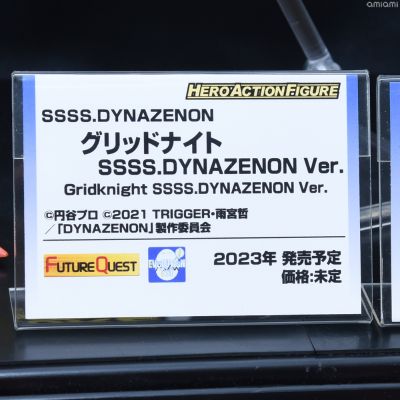 amiami
HERO ACTION FIGURE
SSSS.DYNAZENON
グリッドナイト
SSSS.DYNAZENON Ver.
Gridknight SSSS.DYNAZENON Ver.
©円谷プロ ©2021 TRIGGER・雨宮哲
／「DYNAZENON」製作委員会
FUTURE QUEST
2023年 発売予定
価格:未定